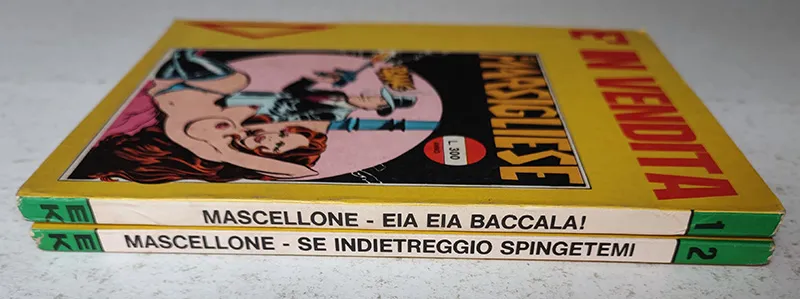 E' IN VENDITA
MARSIGLIESE
L. 300
EK
MASCELLONE - EIA EIA BACCALA!
1
EK
MASCELLONE - SE INDIETREGGIO SPINGETEMI
2